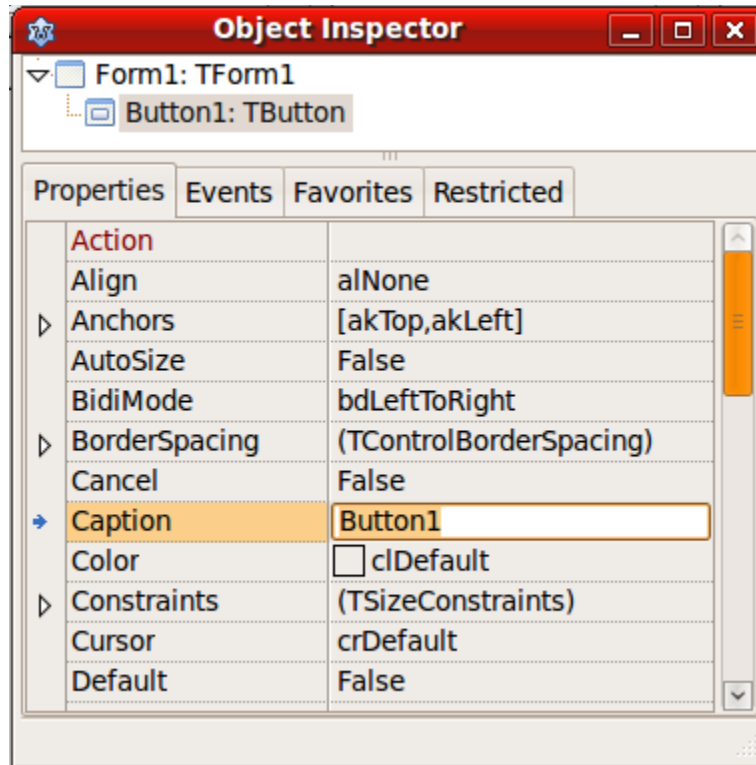 Object Inspector
Form1: TForm1
Button1: TButton
Properties Events Favorites Restricted
Action
Align alNone
Anchors [akTop,akLeft]
AutoSize False
BidiMode bdLeftToRight
BorderSpacing (TControlBorderSpacing)
Cancel False
Caption Button1
Color clDefault
Constraints (TSizeConstraints)
Cursor crDefault
Default False